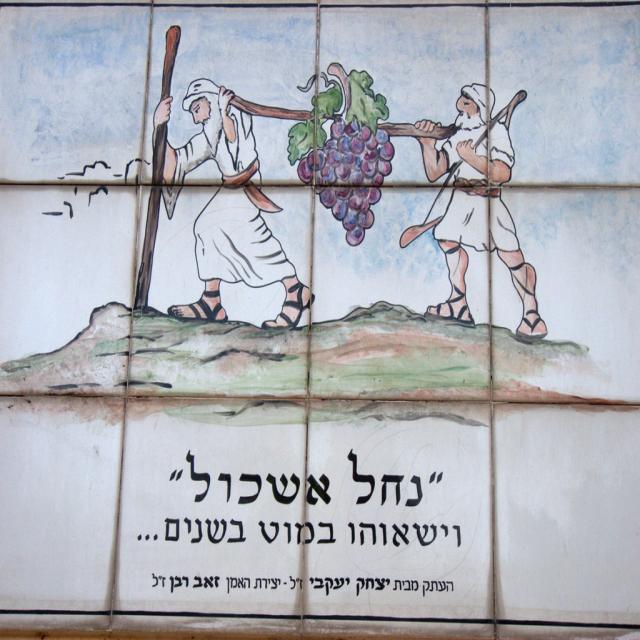 "נחל אשכול"
וישאוהו במוט בשנים...
העתק מבית יצחק יעקבי ז"ל - יצירת האמן זאב רבן ז"ל